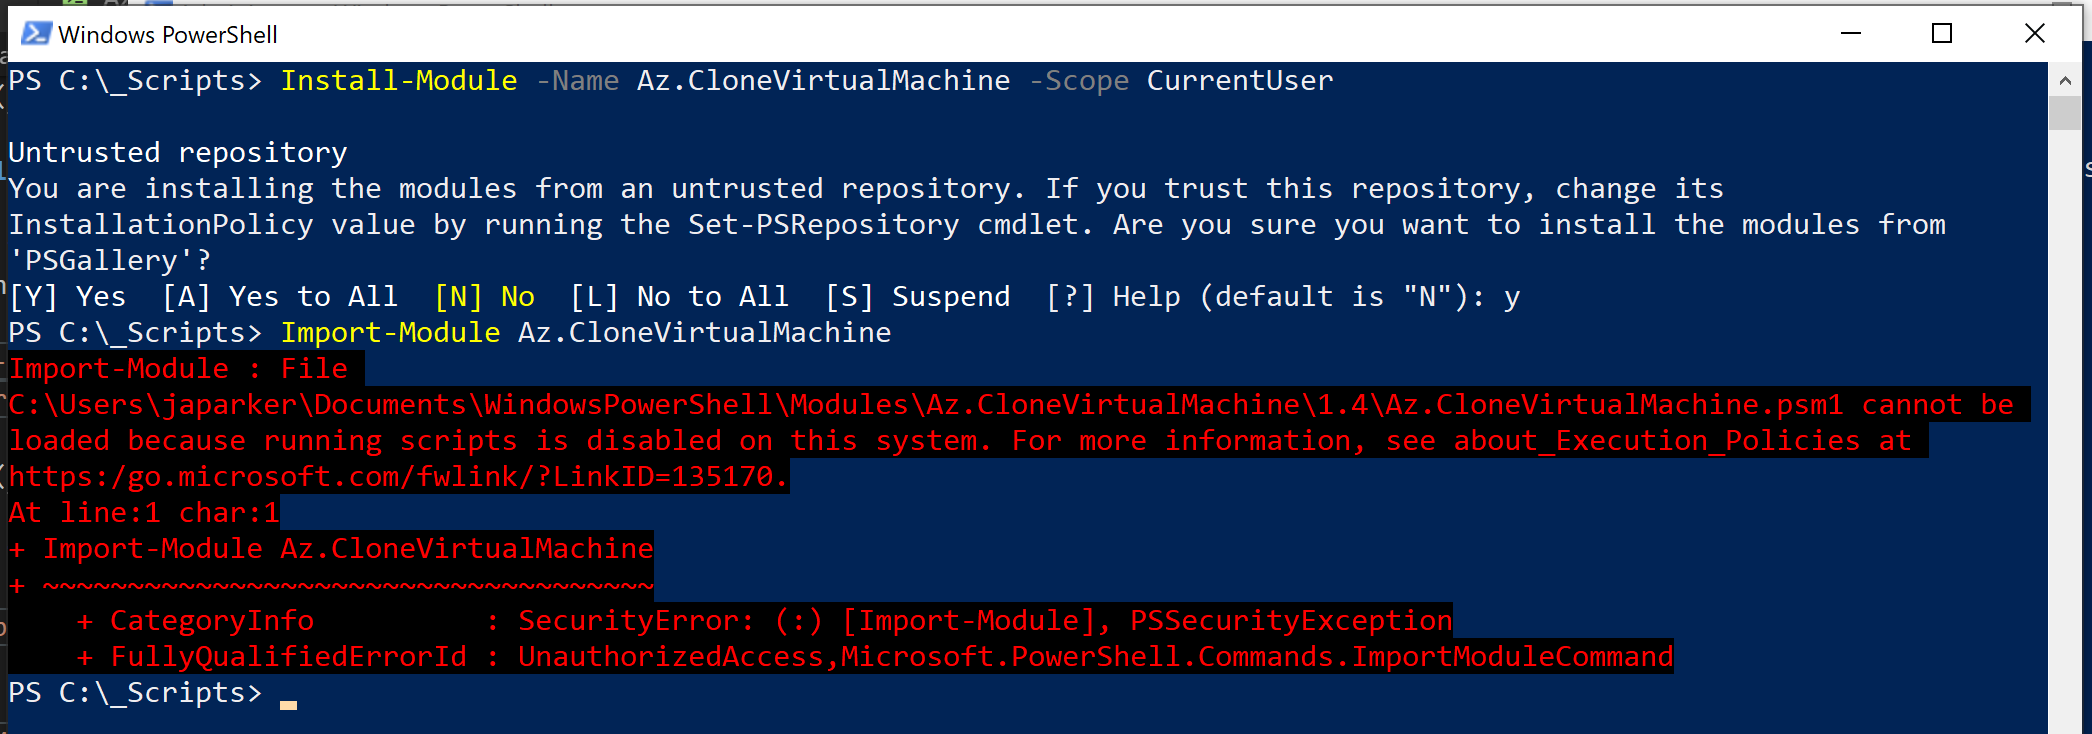 Windows PowerShell
PS C:\_Scripts> Install-Module -Name Az.CloneVirtualMachine -Scope CurrentUser
Untrusted repository
You are installing the modules from an untrusted repository. If you trust this repository, change its
InstallationPolicy value by running the Set-PSRepository cmdlet. Are you sure you want to install the modules from
'PSGallery'?
[Y] Yes  [A] Yes to All  [N] No  [L] No to All  [S] Suspend  [?] Help (default is "N"): y
PS C:\_Scripts> Import-Module Az.CloneVirtualMachine
Import-Module : File
C:\Users\japarker\Documents\WindowsPowerShell\Modules\Az.CloneVirtualMachine\1.4\Az.CloneVirtualMachine.psm1 cannot be
loaded because running scripts is disabled on this system. For more information, see about_Execution_Policies at
https:/go.microsoft.com/fwlink/?LinkID=135170.
At line:1 char:1
+ Import-Module Az.CloneVirtualMachine
+ ~~~~~~~~~~~~~~~~~~~~~~~~~~~~~~~~~~~~
    + CategoryInfo          : SecurityError: (:) [Import-Module], PSSecurityException
    + FullyQualifiedErrorId : UnauthorizedAccess,Microsoft.PowerShell.Commands.ImportModuleCommand
PS C:\_Scripts>